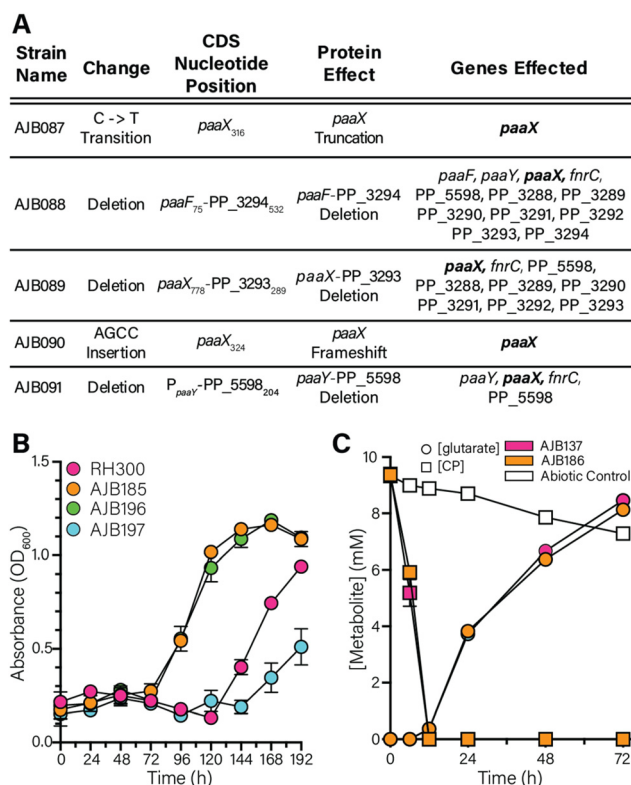 A
Strain Name
Change
CDS Nucleotide Position
Protein Effect
Genes Effected
AJB087
C -> T Transition
paaX316
paaX Truncation
paaX
AJB088
Deletion
paaF75-PP_3294532
paaF-PP_3294 Deletion
paaF, paaY, paaX, fnrC,
PP_5598, PP_3288, PP_3289
PP_3290, PP_3291, PP_3292
PP_3293, PP_3294
AJB089
Deletion
paaX778-PP_3293289
paaX-PP_3293 Deletion
paaX, fnrC, PP_5598,
PP_3288, PP_3289, PP_3290
PP_3291, PP_3292, PP_3293
AJB090
AGCC Insertion
paaX324
paaX Frameshift
paaX
AJB091
Deletion
PpaaY-PP_5598204
paaY-PP_5598 Deletion
paaY, paaX, fnrC,
PP_5598
B
RH300
AJB185
AJB196
AJB197
Absorbance (OD600)
1.5
1.0
0.5
0.0
0 24 48 72 96 120 144 168 192
Time (h)
C
[glutarate]
[CP]
AJB137
AJB186
Abiotic Control
[Metabolite] (mM)
10
8
6
4
2
0
0 24 48 72
Time (h)